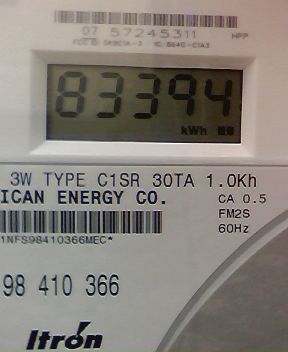 07 57245311 HPP
83394
kWh
3W TYPE C1SR 30TA 1.0Kh
ICAN ENERGY CO. CA 0.5
FM2S
60Hz
1NFS98410366MEC*
98 410 366
Itron